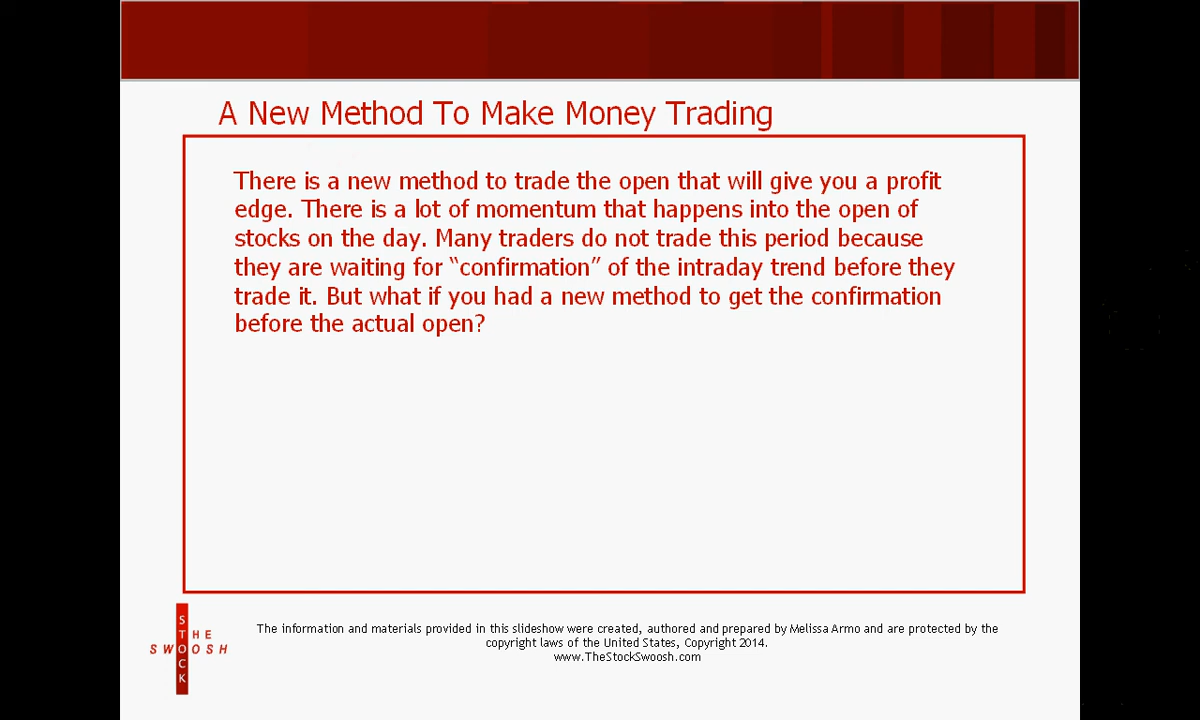 A New Method To Make Money Trading
There is a new method to trade the open that will give you a profit
edge. There is a lot of momentum that happens into the open of
stocks on the day. Many traders do not trade this period because
they are waiting for “confirmation” of the intraday trend before they
trade it. But what if you had a new method to get the confirmation
before the actual open?
THE
STOCK
SWOOSH
The information and materials provided in this slideshow were created, authored and prepared by Melissa Armo and are protected by the
copyright laws of the United States, Copyright 2014.
www.TheStockSwoosh.com